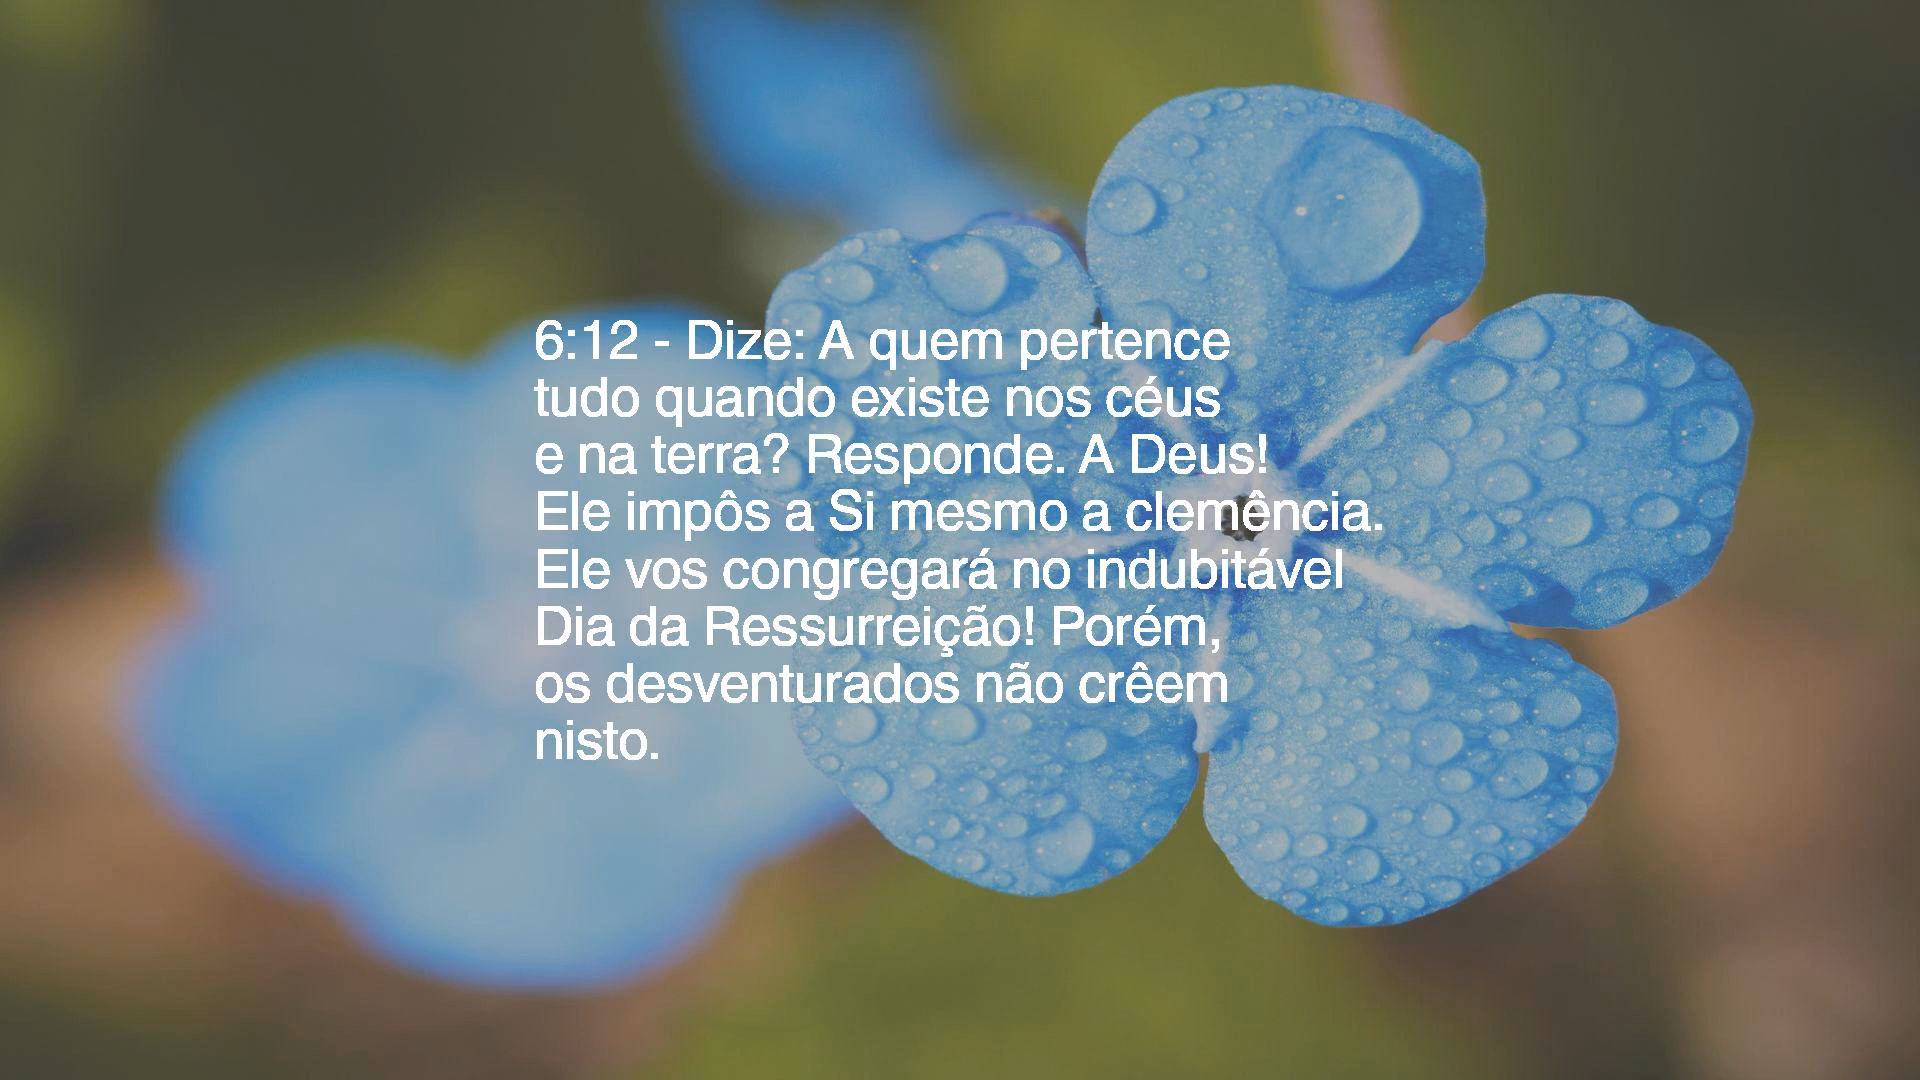 6:12 - Dize: A quem pertence
tudo quando existe nos céus
e na terra? Responde. A Deus!
Ele impôs a Si mesmo a clemência.
Ele vos congregará no indubitável
Dia da Ressurreição! Porém,
os desventurados não crêem
nisto.